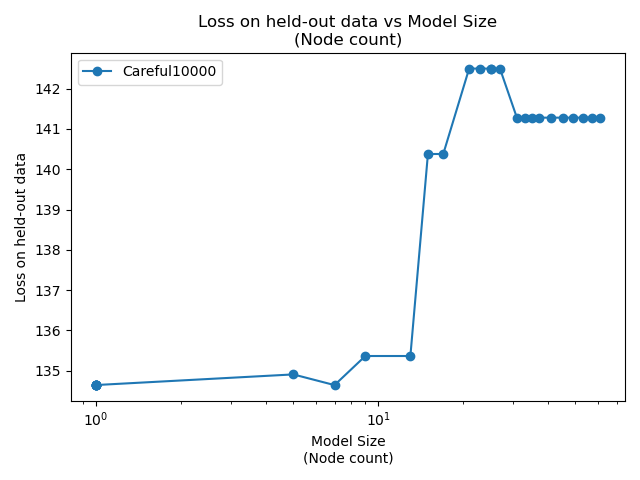 Loss on held-out data vs Model Size
(Node count)
Careful10000
Loss on held-out data
142
141
140
139
138
137
136
135
10⁰
10¹
Model Size
(Node count)